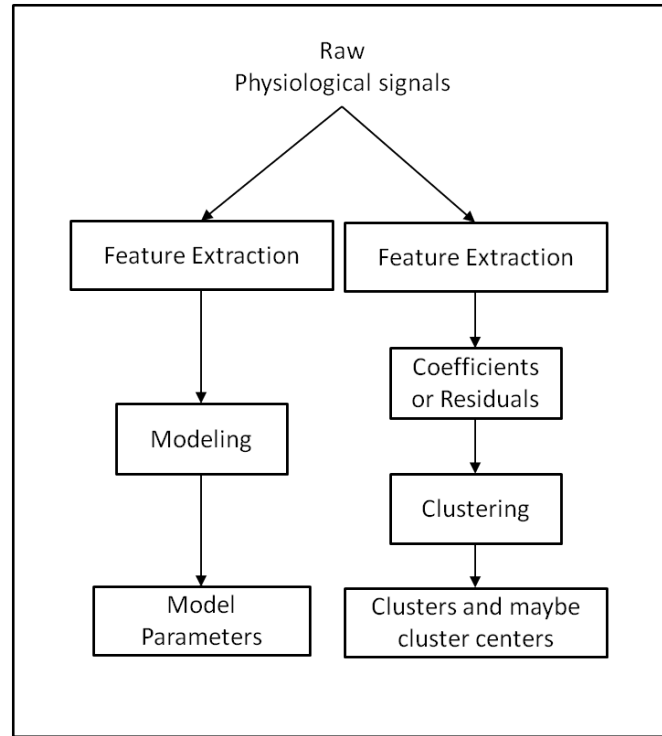 Raw
Physiological signals
Feature Extraction
Feature Extraction
Coefficients
or Residuals
Modeling
Clustering
Model
Parameters
Clusters and maybe
cluster centers